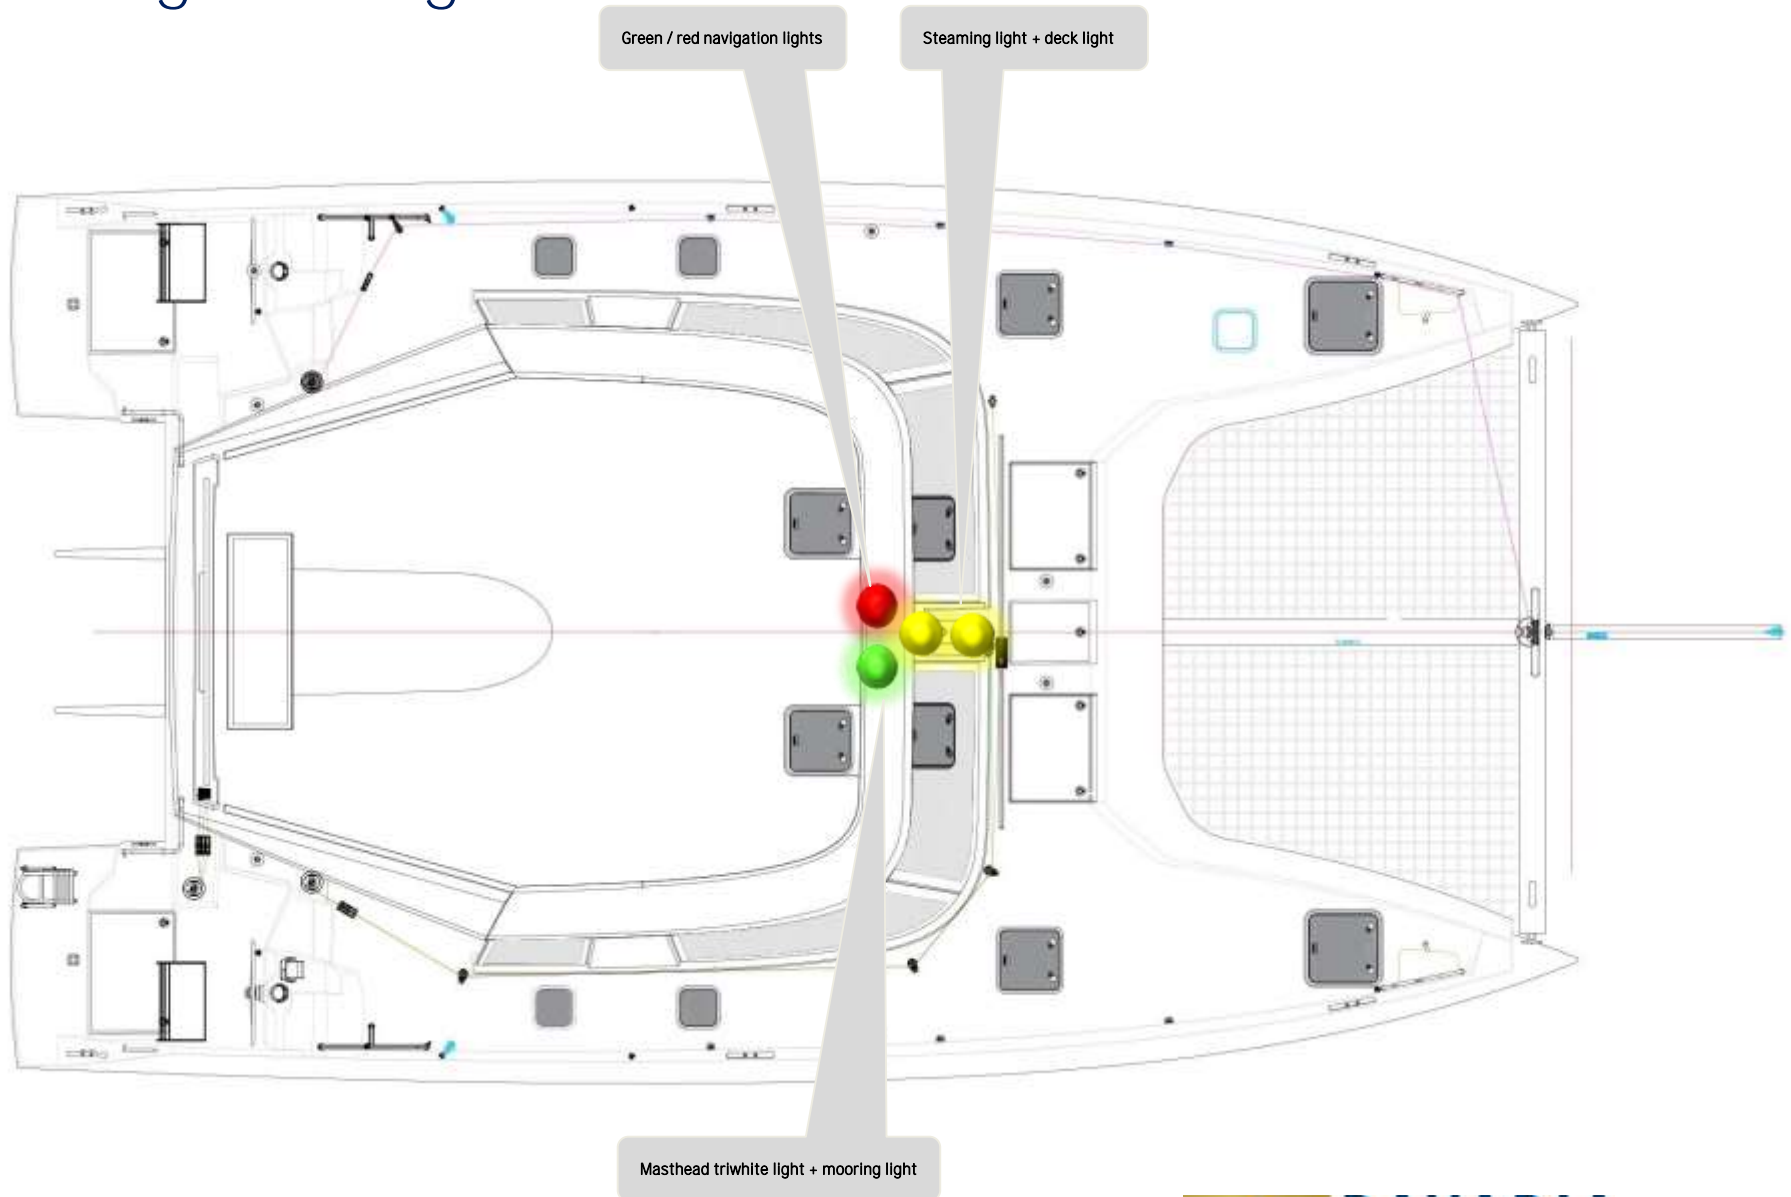 Green / red navigation lights
Steaming light + deck light
Masthead triwhite light + mooring light